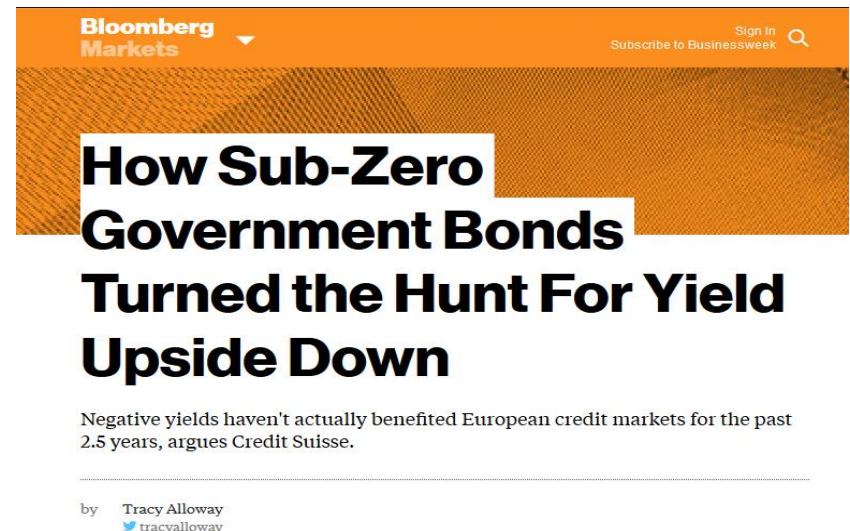 Bloomberg
Markets
Sign In
Subscribe to Businessweek
How Sub-Zero
Government Bonds
Turned the Hunt For Yield
Upside Down
Negative yields haven't actually benefited European credit markets for the past
2.5 years, argues Credit Suisse.
by Tracy Alloway
tracyalloway